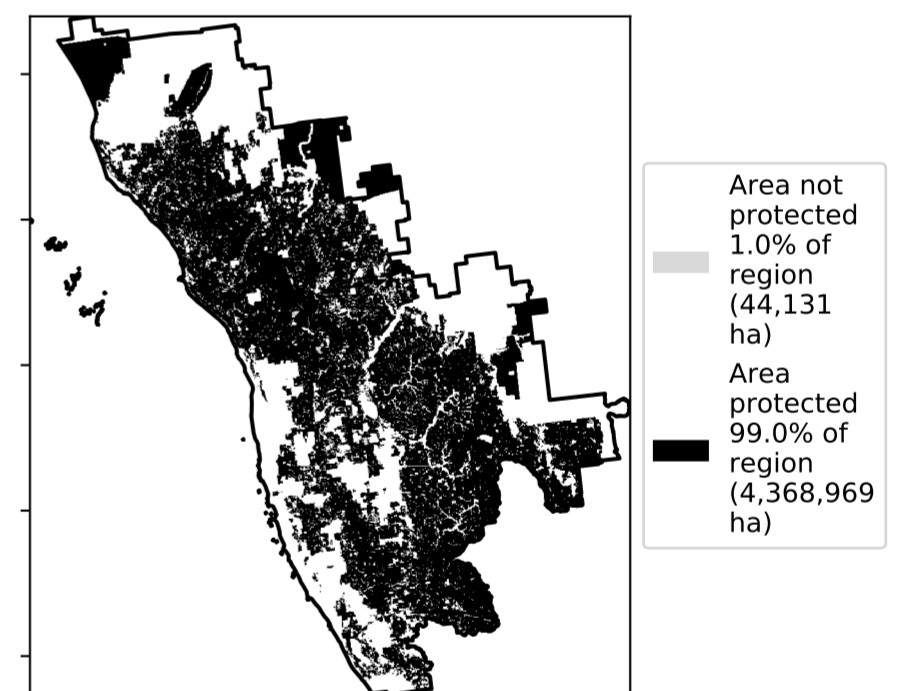 Area not
protected
1.0% of
region
(44,131
ha)
Area
protected
99.0% of
region
(4,368,969
ha)